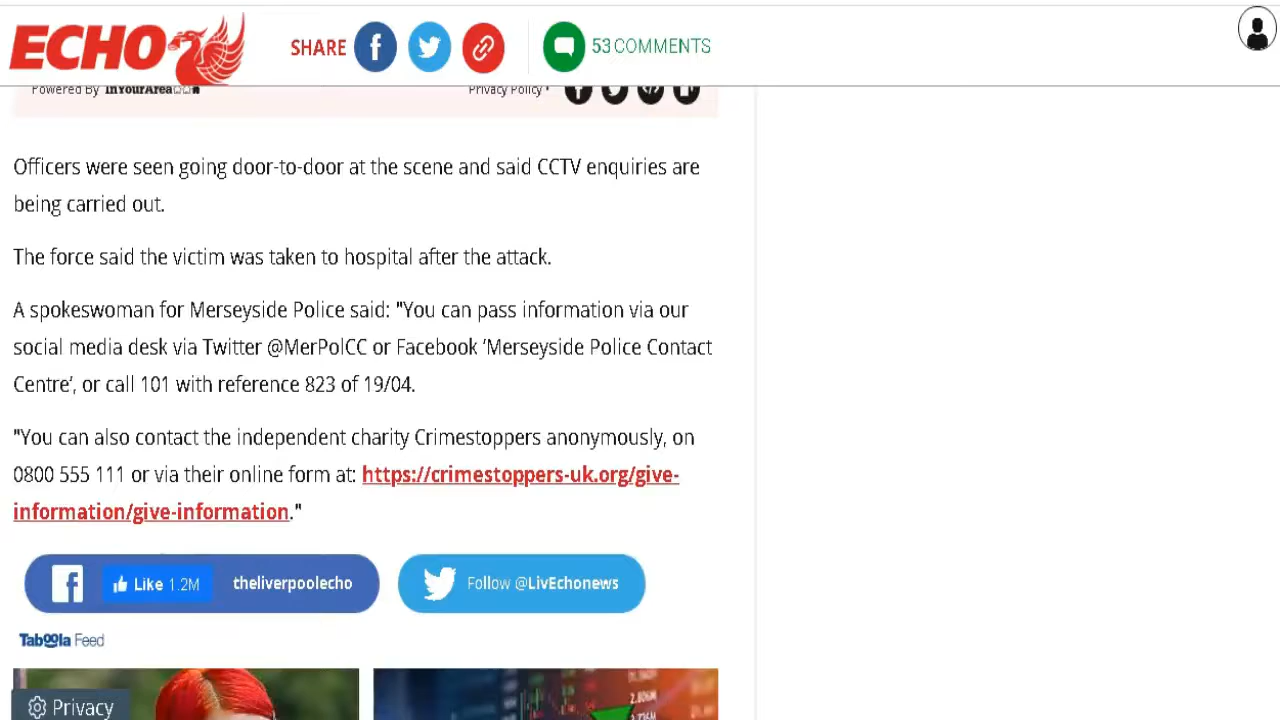 ECHO SHARE 53 COMMENTS
Powered By InYourArea Privacy Policy
Officers were seen going door-to-door at the scene and said CCTV enquiries are
being carried out.
The force said the victim was taken to hospital after the attack.
A spokeswoman for Merseyside Police said: "You can pass information via our
social media desk via Twitter @MerPolCC or Facebook ‘Merseyside Police Contact
Centre’, or call 101 with reference 823 of 19/04.
"You can also contact the independent charity Crimestoppers anonymously, on
0800 555 111 or via their online form at: https://crimestoppers-uk.org/give-
information/give-information."
Like 1.2M theliverpoolecho Follow @LivEchonews
Taboola Feed
2.806M
Privacy